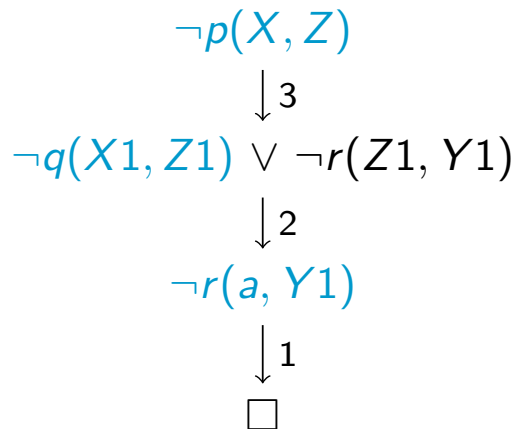 ¬p(X, Z)
3
¬q(X1, Z1) ∨ ¬r(Z1, Y1)
2
¬r(a, Y1)
1
□